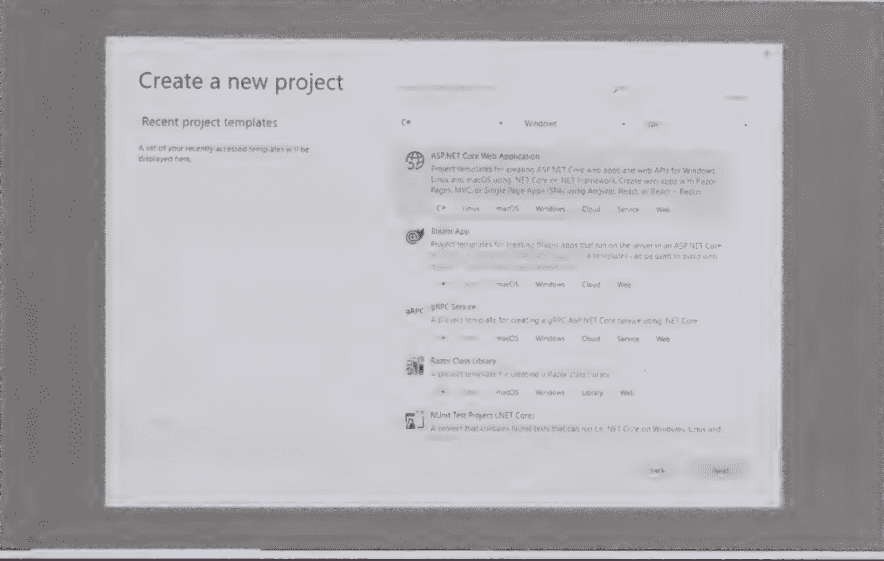 Create a new project
Recent project templates
A list of your recently accessed templates will be
displayed here.
C#
Windows
ASP.NET Core Web Application
Project templates for creating ASP.NET Core web apps and web APIs for Windows,
Linux and macOS using .NET Core or .NET Framework. Create web apps with Razor
Pages, MVC, or Single Page Apps (SPA) using Angular, React, or React + Redux
C# Linux macOS Windows Cloud Service Web
Blazor App
Project templates for creating Blazor apps that run on the server in an ASP.NET Core
templates can be used to build web
macOS Windows Cloud Web
gRPC
gRPC Service
A project template for creating a gRPC ASP.NET Core service using .NET Core
macOS Windows Cloud Service Web
Razor Class Library
A project template for creating a Razor class library
macOS Windows Library Web
NUnit Test Project (.NET Core)
A project that contains NUnit tests that can run on .NET Core on Windows, Linux and
Back
Next